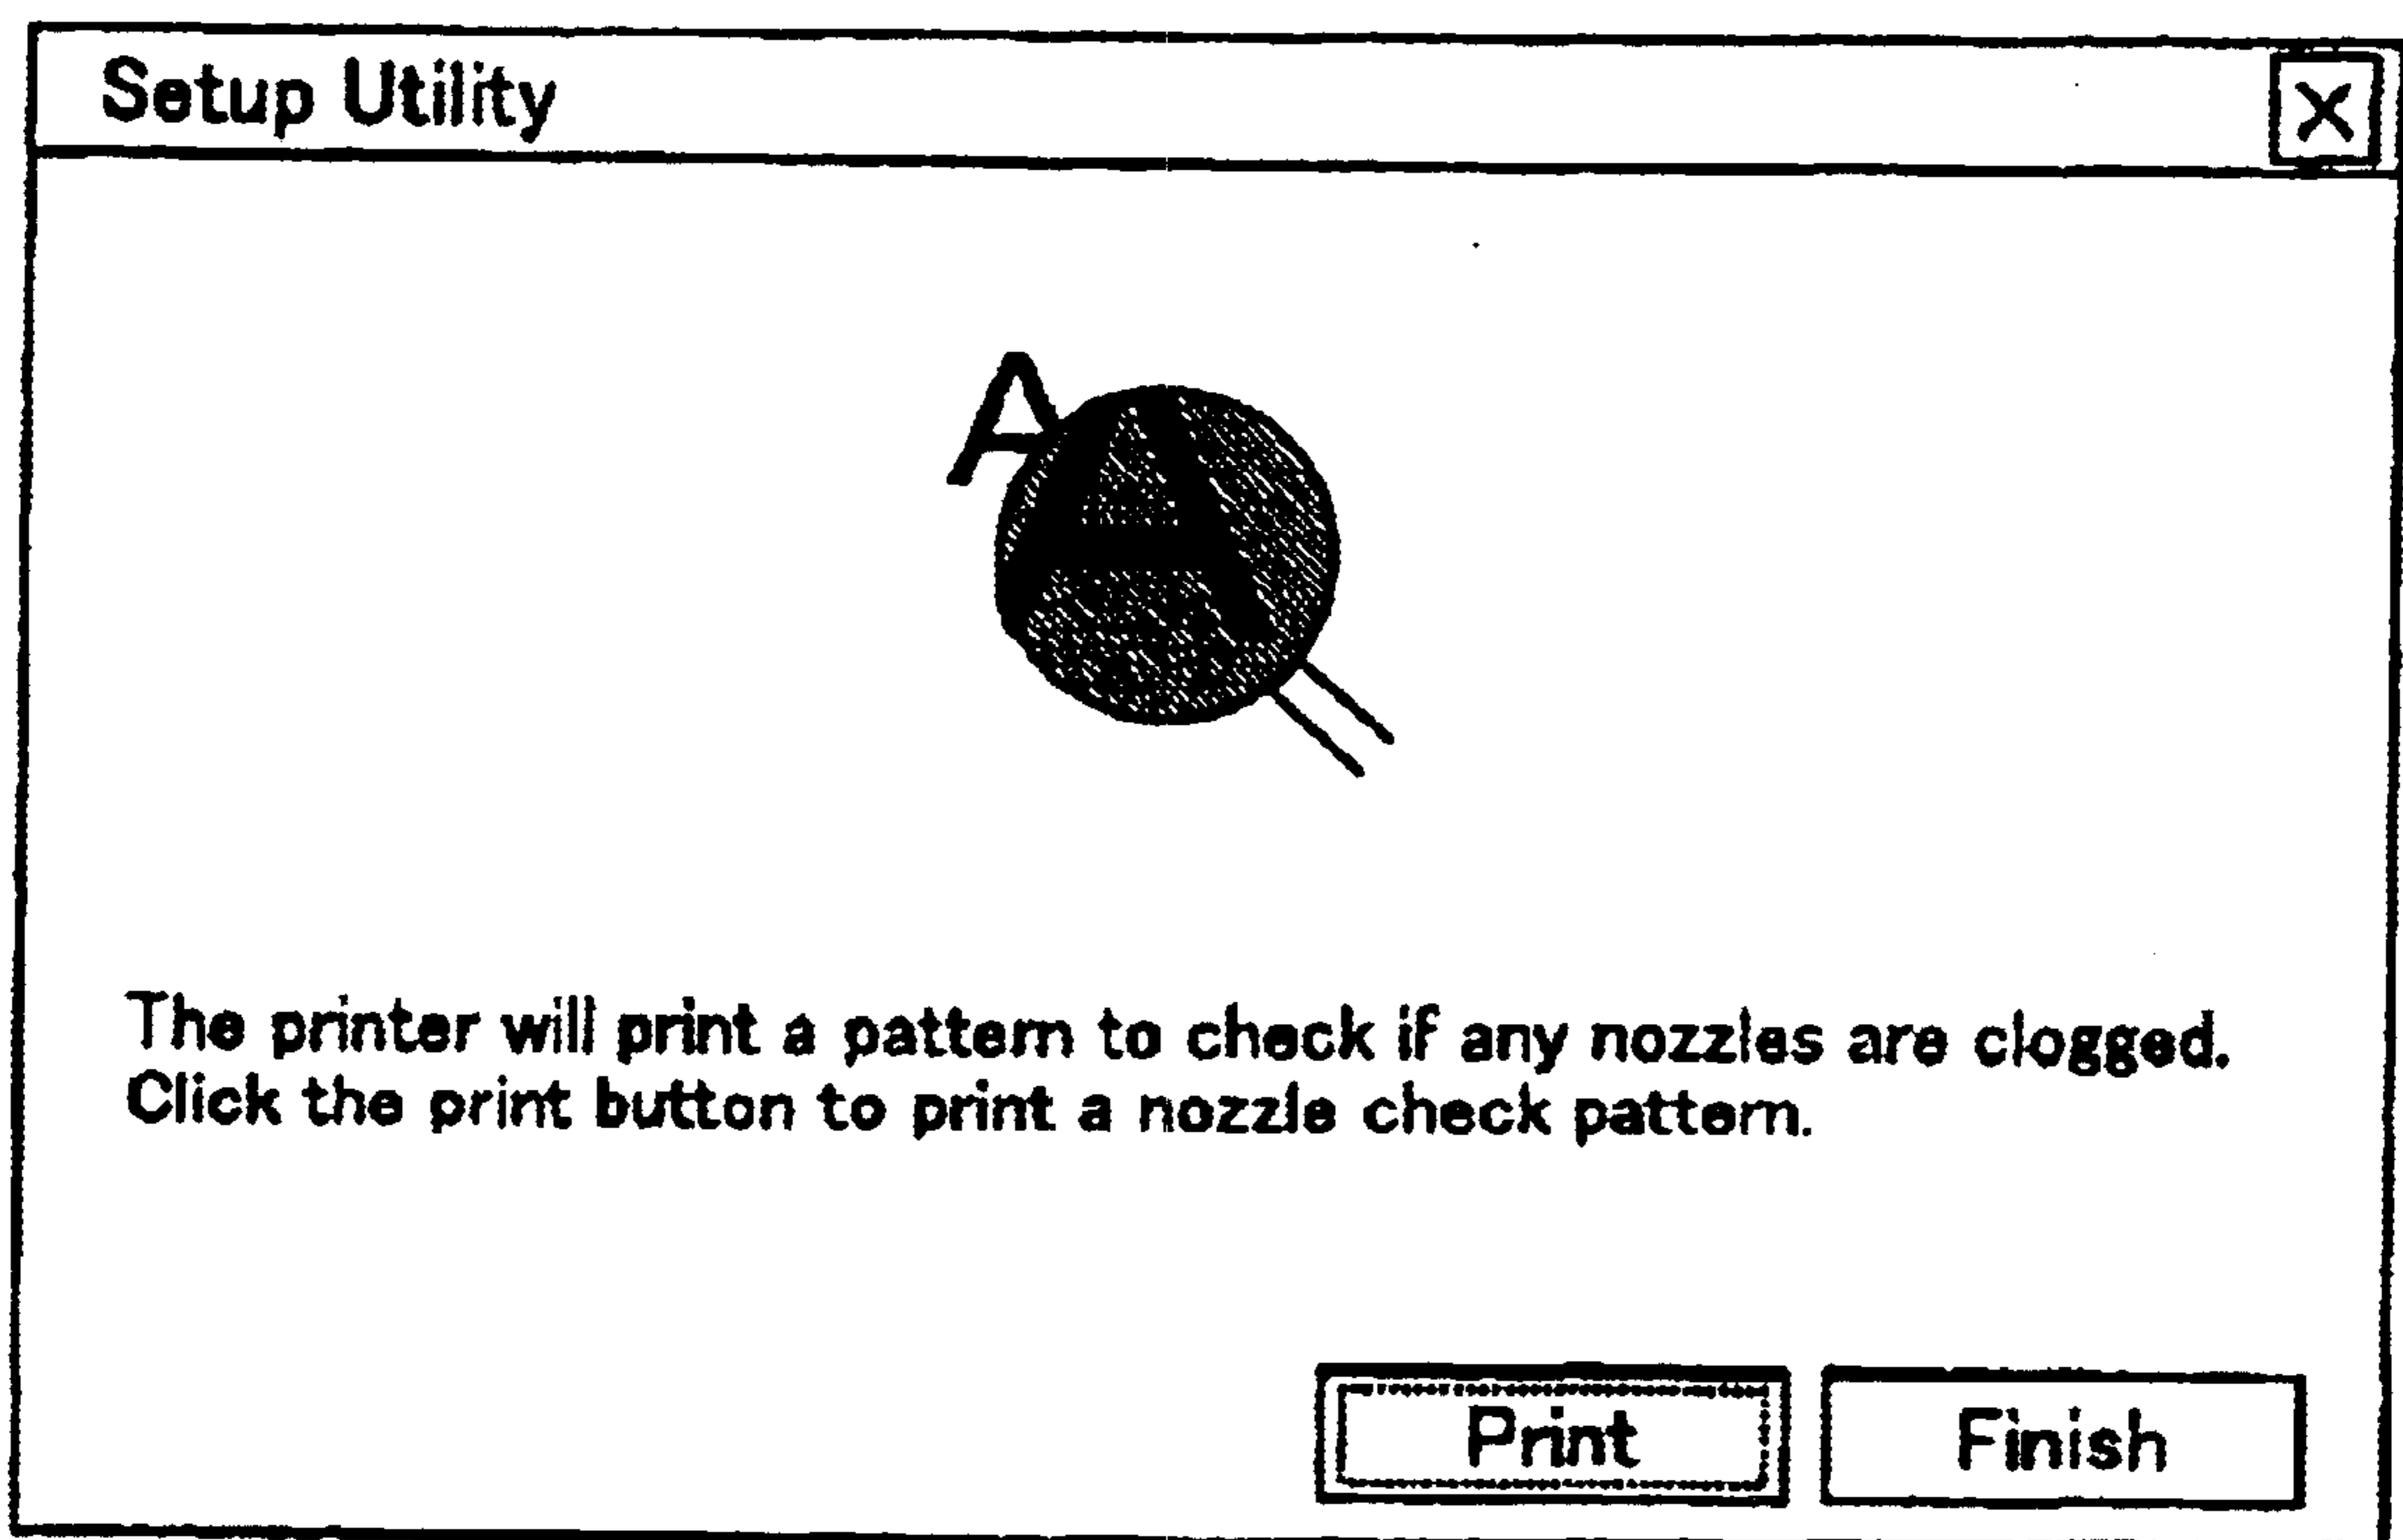 Setup Utility X
A
A
The printer will print a pattern to check if any nozzles are clogged.
Click the print button to print a nozzle check pattern.
Print Finish